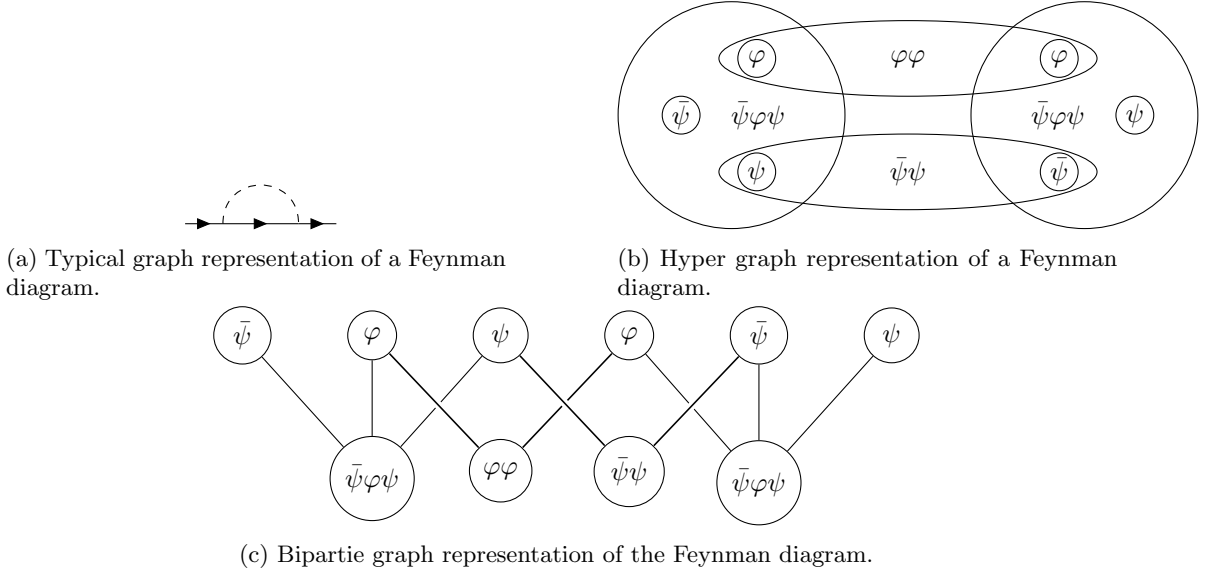 φ φφ φ
ψ̄ ψ̄φψ ψ̄φψ ψ
ψ ψ̄ψ ψ̄
(a) Typical graph representation of a Feynman
diagram.
(b) Hyper graph representation of a Feynman
diagram.
ψ̄ φ ψ φ ψ̄ ψ
ψ̄φψ φφ ψ̄ψ ψ̄φψ
(c) Bipartie graph representation of the Feynman diagram.